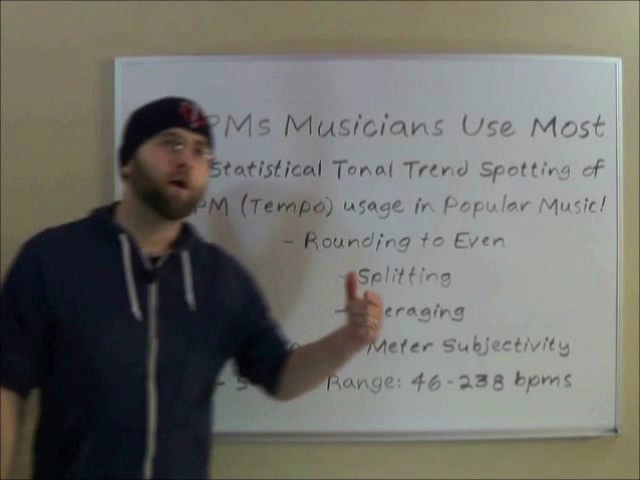 PMs Musicians Use Most
Statistical Tonal Trend Spotting of
PM (Tempo) usage in Popular Music!
- Rounding to Even
- Splitting
- eraging
Meter Subjectivity
- S Range: 46-238 bpms